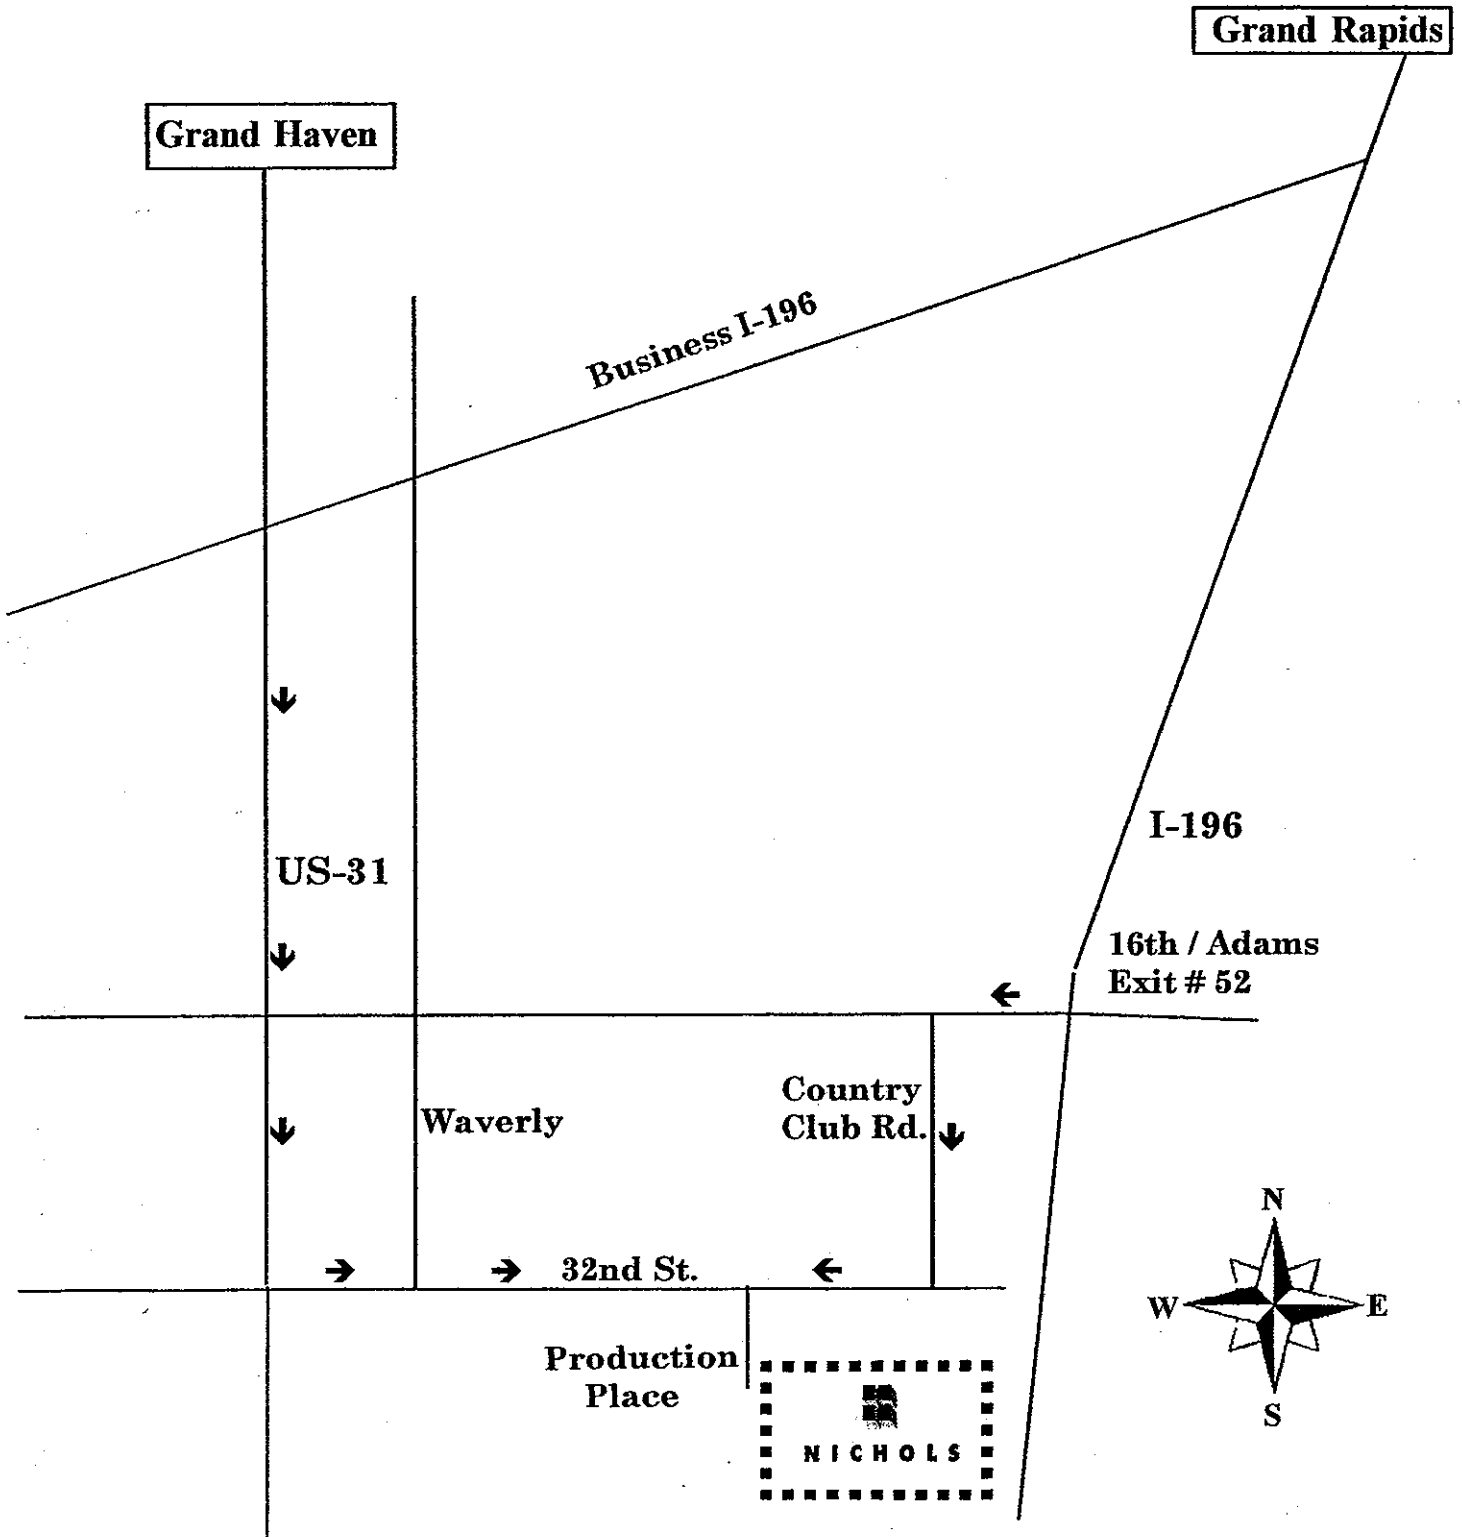 Grand Rapids
Grand Haven
Business I-196
I-196
US-31
16th / Adams
Exit # 52
Country
Club Rd.
Waverly
N
32nd St.
W
E
Production
Place
S
NICHOLS